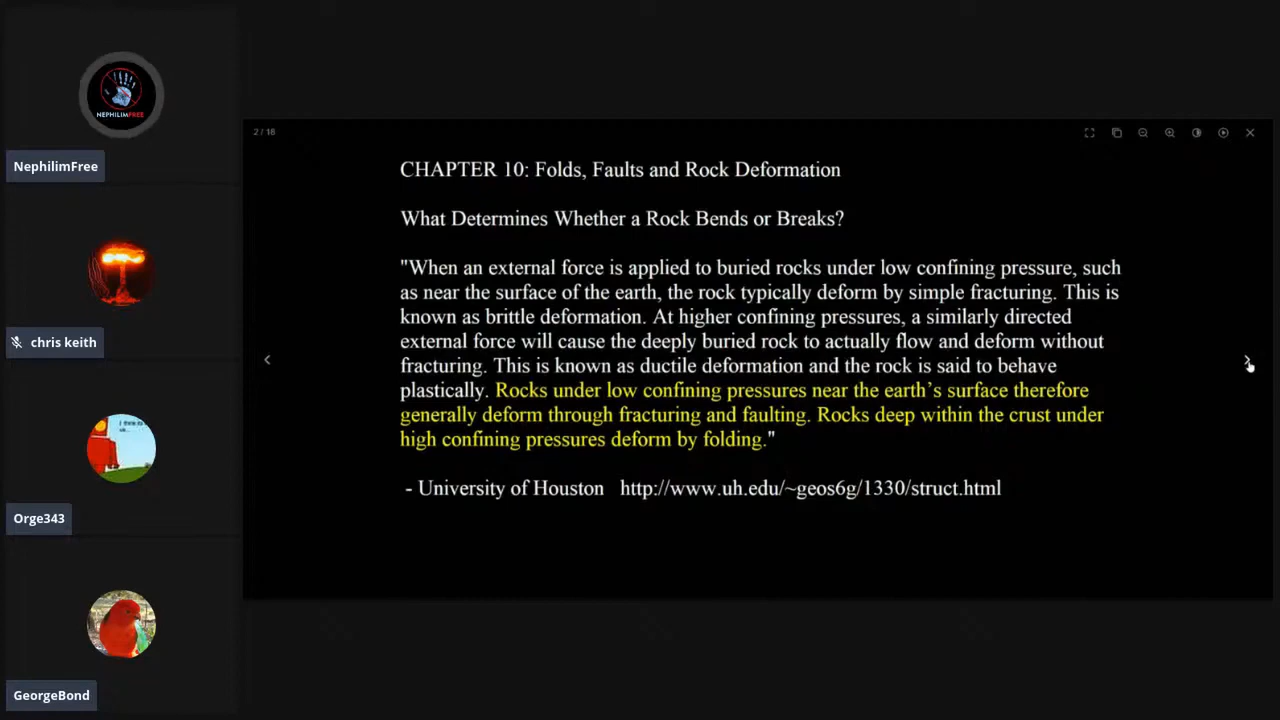 NEPHILIMFREE
NephilimFree
chris keith
Orge343
GeorgeBond
2 / 18
CHAPTER 10: Folds, Faults and Rock Deformation
What Determines Whether a Rock Bends or Breaks?
"When an external force is applied to buried rocks under low confining pressure, such
as near the surface of the earth, the rock typically deform by simple fracturing. This is
known as brittle deformation. At higher confining pressures, a similarly directed
external force will cause the deeply buried rock to actually flow and deform without
fracturing. This is known as ductile deformation and the rock is said to behave
plastically. Rocks under low confining pressures near the earth’s surface therefore
generally deform through fracturing and faulting. Rocks deep within the crust under
high confining pressures deform by folding."
- University of Houston http://www.uh.edu/~geos6g/1330/struct.html